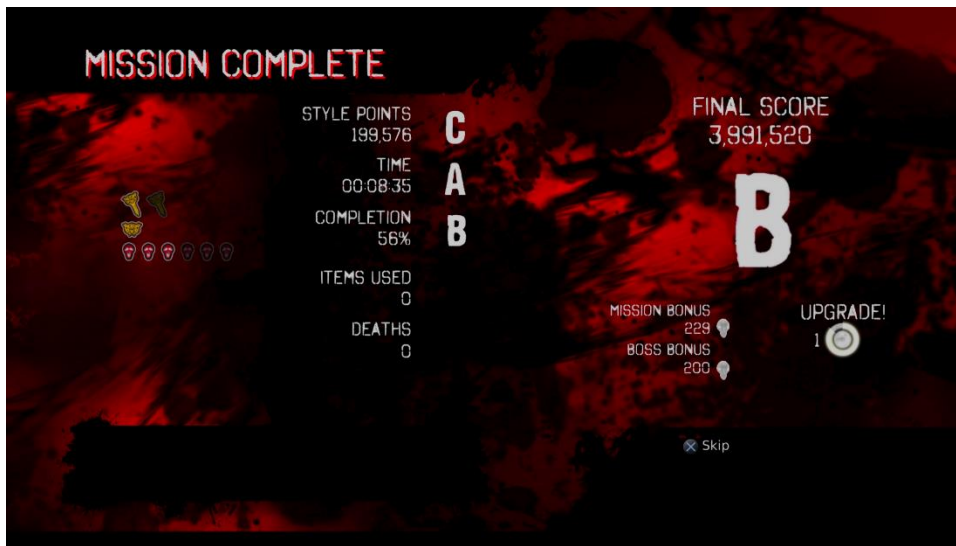 MISSION COMPLETE
STYLE POINTS
199,576
C
TIME
00:08:35
A
COMPLETION
56%
B
ITEMS USED
0
DEATHS
0
FINAL SCORE
3,991,520
B
MISSION BONUS
229
BOSS BONUS
200
UPGRADE!
1
Skip